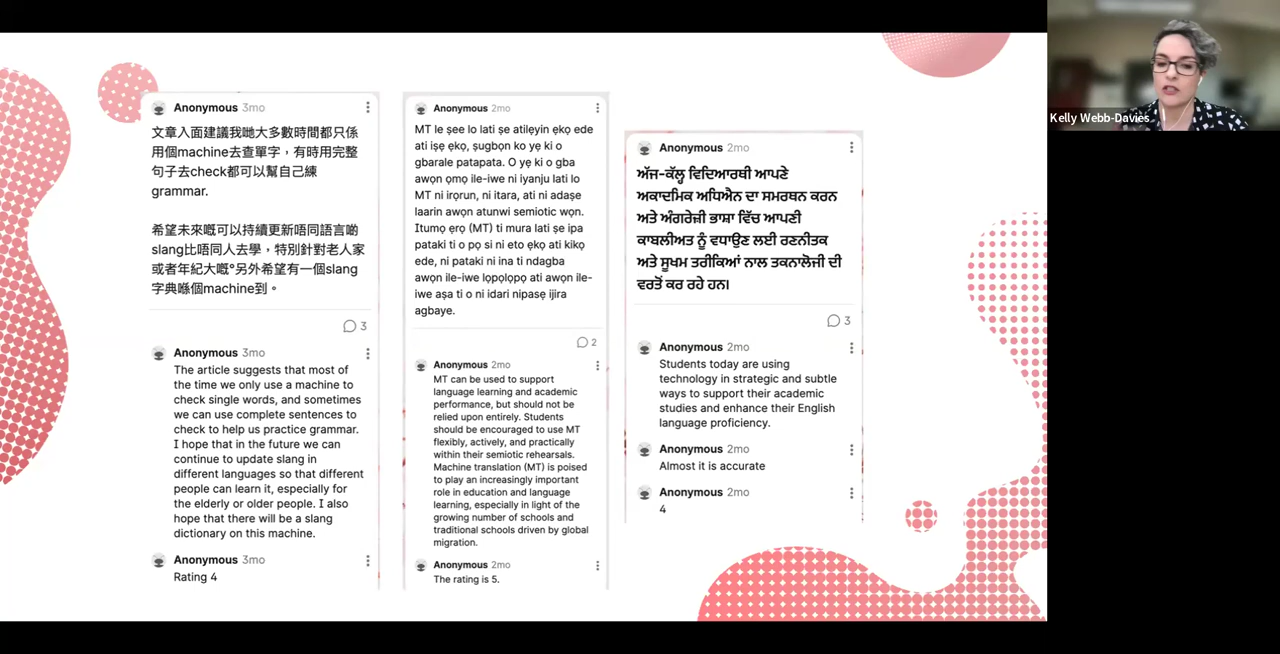 Anonymous 3mo
文章入面建議我哋大多數時間都只係
用個machine去查單字，有時用完整
句子去check都可以幫自己練
grammar.
希望未來嘅可以持續更新唔同語言啲
slang比唔同人去學，特別針對老人家
或者年紀大嘅°另外希望有一個slang
字典喺個machine到。
3
Anonymous 3mo
The article suggests that most of
the time we only use a machine to
check single words, and sometimes
we can use complete sentences to
check to help us practice grammar.
I hope that in the future we can
continue to update slang in
different languages so that different
people can learn it, especially for
the elderly or older people. I also
hope that there will be a slang
dictionary on this machine.
Anonymous 3mo
Rating 4
Anonymous 2mo
MT le ṣee lo lati ṣe atilẹyin ẹkọ ede
ati iṣẹ ẹkọ, ṣugbọn ko yẹ ki o
gbarale patapata. O yẹ ki o gba
awọn ọmọ ile-iwe ni iyanju lati lo
MT ni irọrun, ni itara, ati ni adaṣe
laarin awọn atunwi semiotic wọn.
Itumọ ẹrọ (MT) ti mura lati ṣe ipa
pataki ti o pọ si ni eto ẹkọ ati kikọ
ede, ni pataki ni ina ti ndagba
awọn ile-iwe lọpọlọpọ ati awọn ile-
iwe aṣa ti o ni idari nipasẹ ijira
agbaye.
2
Anonymous 2mo
MT can be used to support
language learning and academic
performance, but should not be
relied upon entirely. Students
should be encouraged to use MT
flexibly, actively, and practically
within their semiotic rehearsals.
Machine translation (MT) is poised
to play an increasingly important
role in education and language
learning, especially in light of the
growing number of schools and
traditional schools driven by global
migration.
Anonymous 2mo
The rating is 5.
Anonymous 2mo
ਅੱਜ-ਕੱਲ੍ਹ ਵਿਦਿਆਰਥੀ ਆਪਣੇ
ਅਕਾਦਮਿਕ ਅਧਿਐਨ ਦਾ ਸਮਰਥਨ ਕਰਨ
ਅਤੇ ਅੰਗਰੇਜ਼ੀ ਭਾਸ਼ਾ ਵਿੱਚ ਆਪਣੀ
ਕਾਬਲੀਅਤ ਨੂੰ ਵਧਾਉਣ ਲਈ ਰਣਨੀਤਕ
ਅਤੇ ਸੂਖਮ ਤਰੀਕਿਆਂ ਨਾਲ ਤਕਨਾਲੋਜੀ ਦੀ
ਵਰਤੋਂ ਕਰ ਰਹੇ ਹਨ।
3
Anonymous 2mo
Students today are using
technology in strategic and subtle
ways to support their academic
studies and enhance their English
language proficiency.
Anonymous 2mo
Almost it is accurate
Anonymous 2mo
4
Kelly Webb-Davies